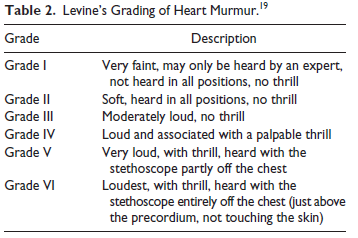 Table 2. Levine's Grading of Heart Murmur.19
Grade Description
Grade I Very faint, may only be heard by an expert,
not heard in all positions, no thrill
Grade II Soft, heard in all positions, no thrill
Grade III Moderately loud, no thrill
Grade IV Loud and associated with a palpable thrill
Grade V Very loud, with thrill, heard with the
stethoscope partly off the chest
Grade VI Loudest, with thrill, heard with the
stethoscope entirely off the chest (just above
the precordium, not touching the skin)